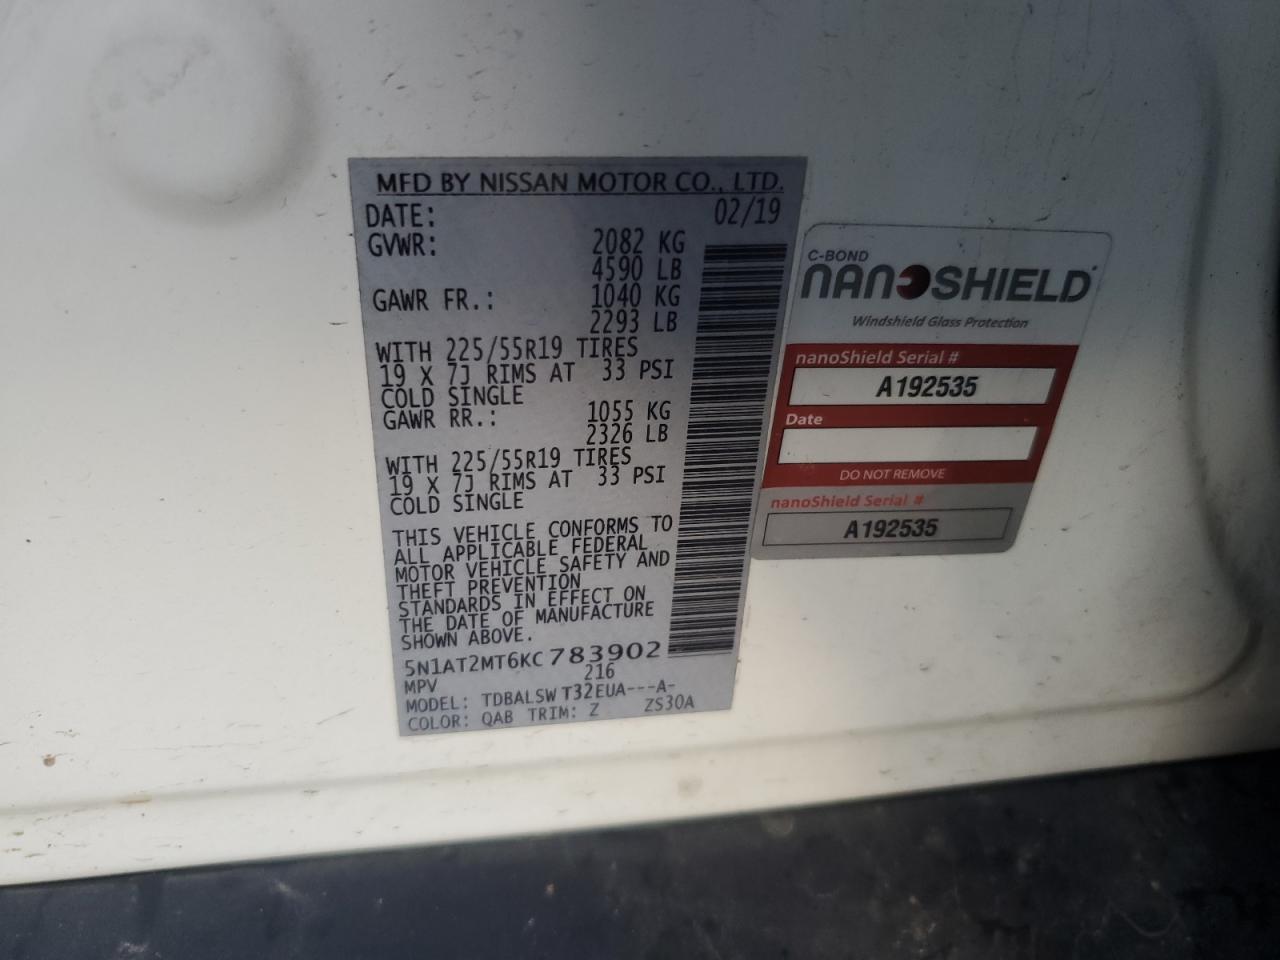 MFD BY NISSAN MOTOR CO., LTD.
DATE: 02/19
GVWR: 2082 KG
4590 LB
GAWR FR.: 1040 KG
2293 LB
WITH 225/55R19 TIRES
19 X 7J RIMS AT 33 PSI
COLD SINGLE
GAWR RR.: 1055 KG
2326 LB
WITH 225/55R19 TIRES
19 X 7J RIMS AT 33 PSI
COLD SINGLE
THIS VEHICLE CONFORMS TO
ALL APPLICABLE FEDERAL
MOTOR VEHICLE SAFETY AND
THEFT PREVENTION
STANDARDS IN EFFECT ON
THE DATE OF MANUFACTURE
SHOWN ABOVE.
5N1AT2MT6KC783902
MPV 216
MODEL: TDBALSW T32EUA---A-
COLOR: QAB TRIM: Z ZS30A
C-BOND
nanoSHIELD
Windshield Glass Protection
nanoShield Serial #
A192535
Date
DO NOT REMOVE
nanoShield Serial #
A192535